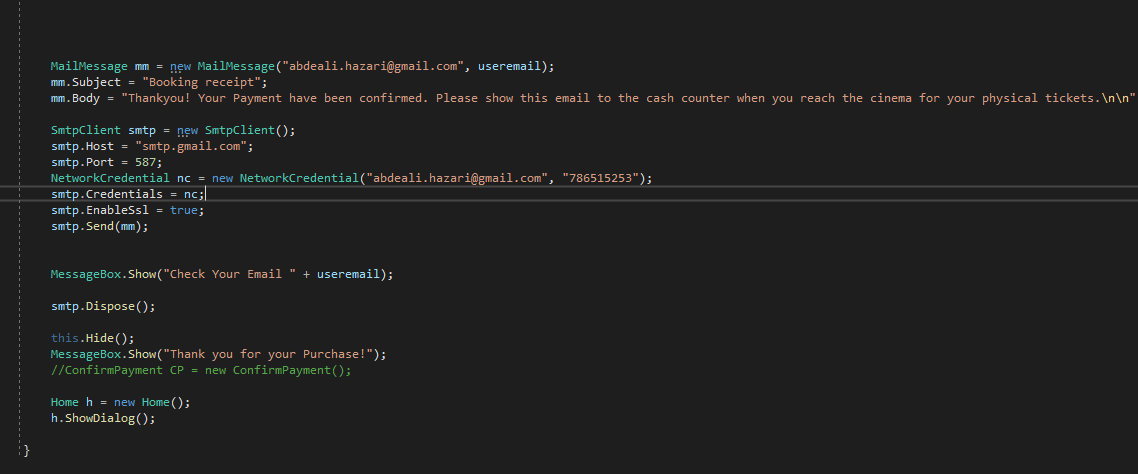 MailMessage mm = new MailMessage("abdeali.hazari@gmail.com", useremail);
mm.Subject = "Booking receipt";
mm.Body = "Thankyou! Your Payment have been confirmed. Please show this email to the cash counter when you reach the cinema for your physical tickets.\n\n"
SmtpClient smtp = new SmtpClient();
smtp.Host = "smtp.gmail.com";
smtp.Port = 587;
NetworkCredential nc = new NetworkCredential("abdeali.hazari@gmail.com", "786515253");
smtp.Credentials = nc;
smtp.EnableSsl = true;
smtp.Send(mm);
MessageBox.Show("Check Your Email " + useremail);
smtp.Dispose();
this.Hide();
MessageBox.Show("Thank you for your Purchase!");
//ConfirmPayment CP = new ConfirmPayment();
Home h = new Home();
h.ShowDialog();
}